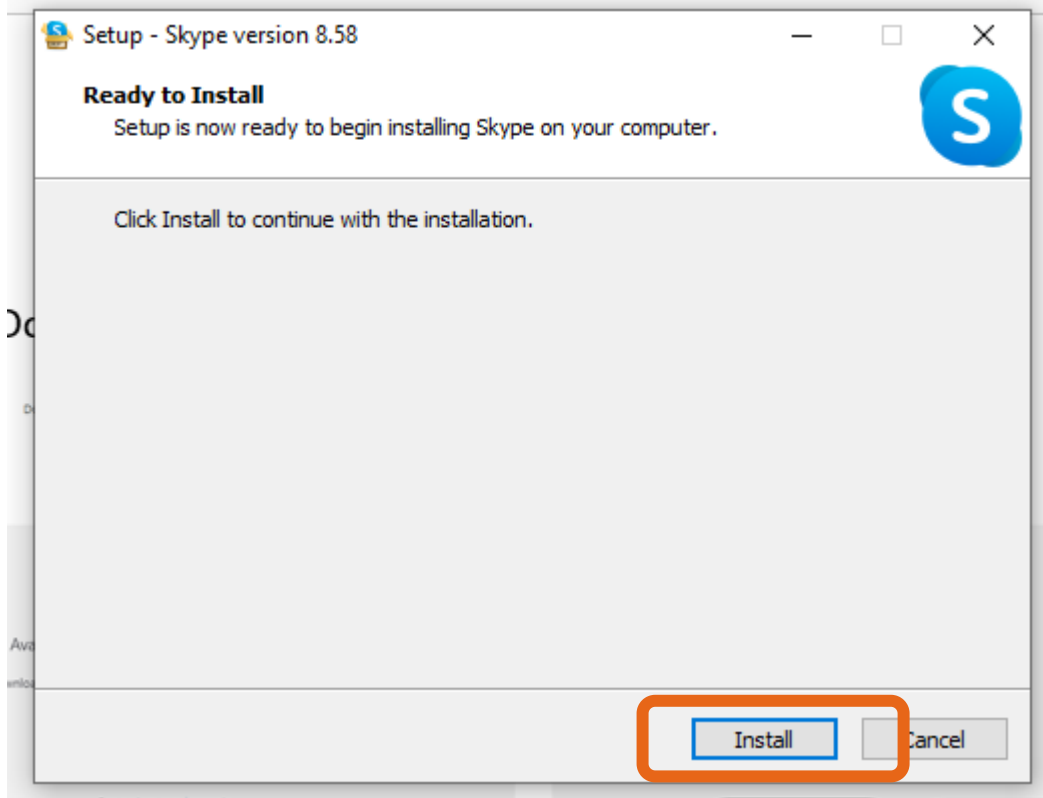 Setup - Skype version 8.58
Ready to Install
Setup is now ready to begin installing Skype on your computer.
S
Click Install to continue with the installation.
Install
Cancel